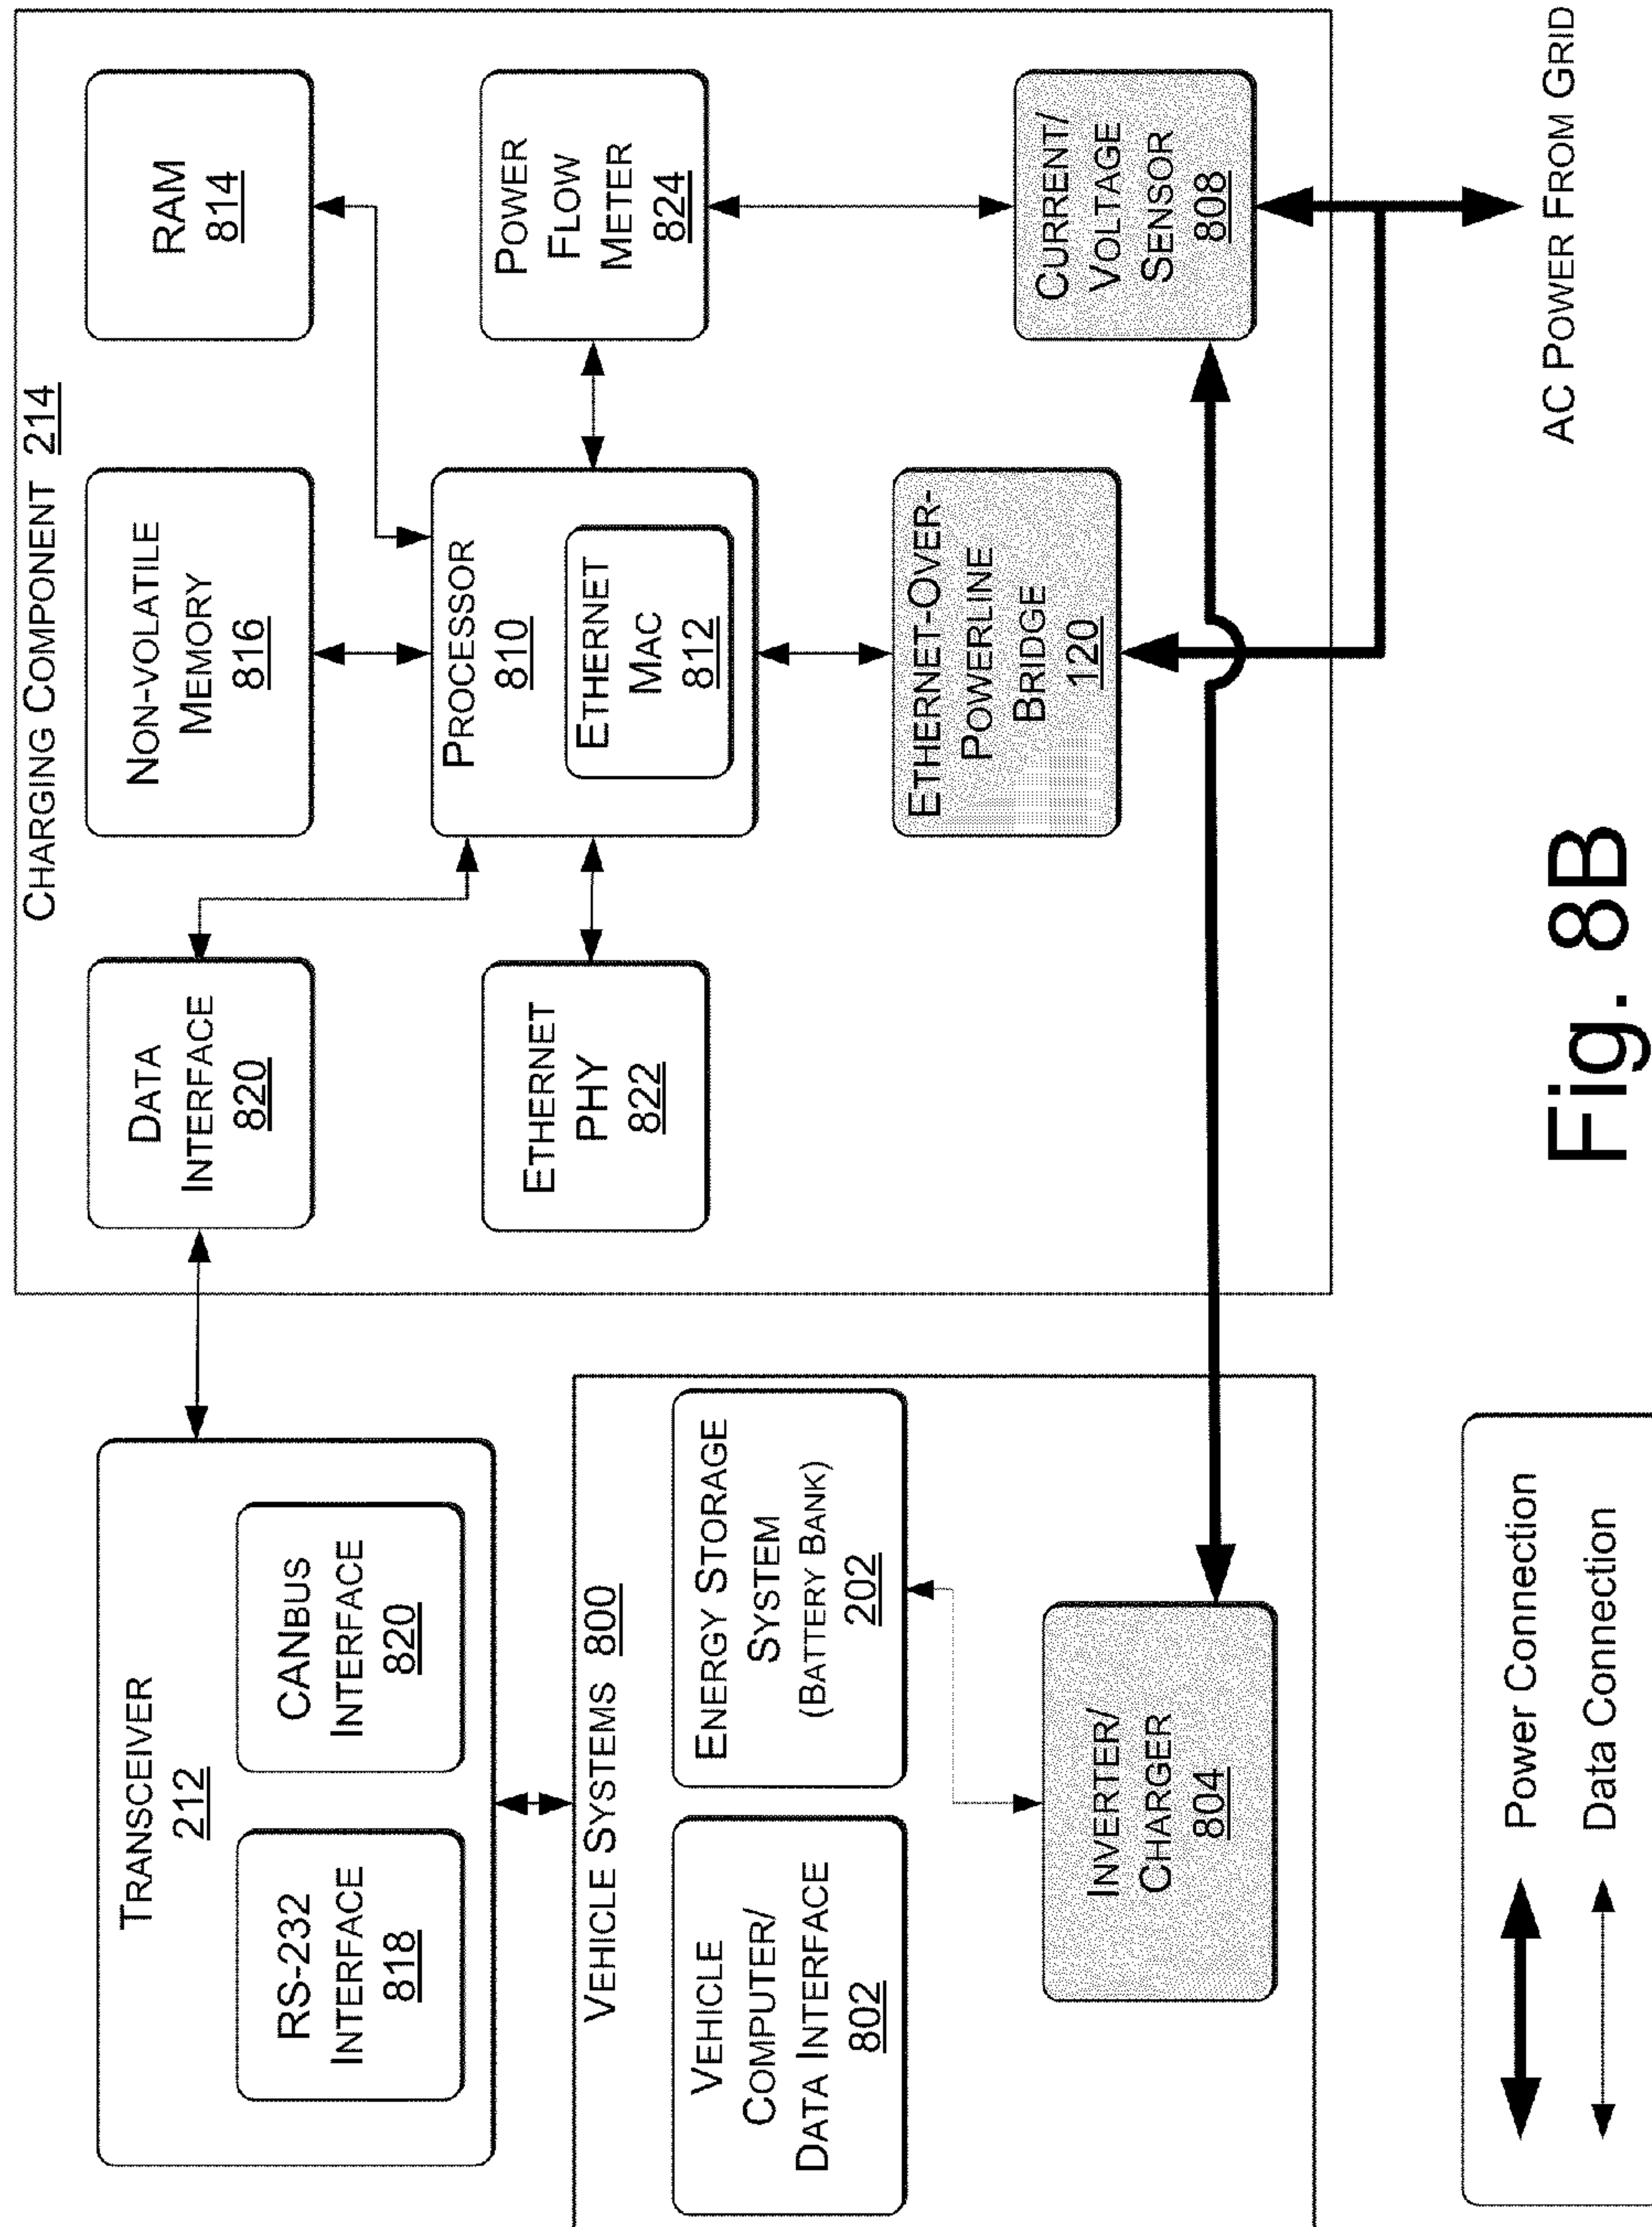 CHARGING COMPONENT 214
TRANSCEIVER
212
RS-232
INTERFACE
818
CANBUS
INTERFACE
820
DATA
INTERFACE
820
NON-VOLATILE
MEMORY
816
RAM
814
ETHERNET
PHY
822
PROCESSOR
810
ETHERNET
MAC
812
POWER
FLOW
METER
824
VEHICLE SYSTEMS 800
VEHICLE
COMPUTER/
DATA INTERFACE
802
ENERGY STORAGE
SYSTEM
(BATTERY BANK)
202
ETHERNET-OVER-
POWERLINE
BRIDGE
120
CURRENT/
VOLTAGE
SENSOR
808
INVERTER/
CHARGER
804
Power Connection
Data Connection
AC POWER FROM GRID
Fig. 8B